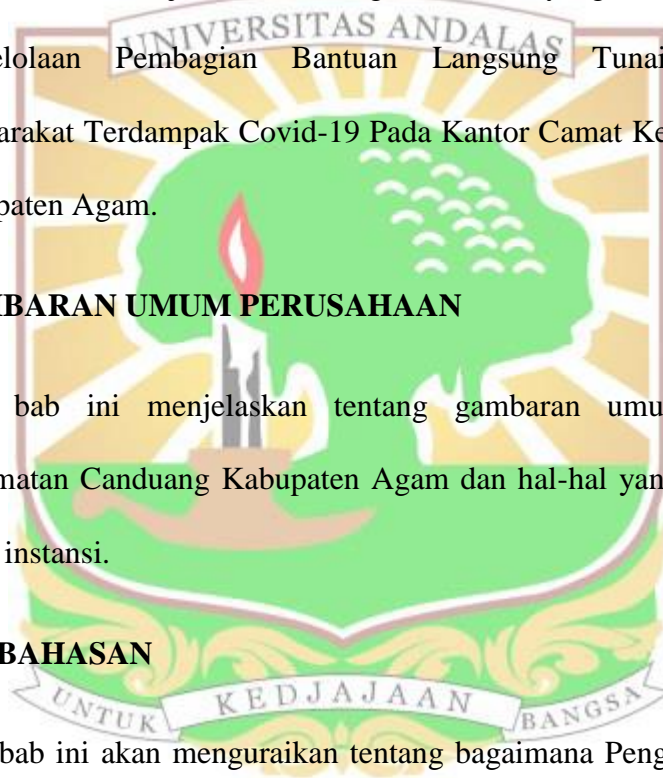 UNIVERSITAS ANDALAS
elolaan Pembagian Bantuan Langsung Tunai
arakat Terdampak Covid-19 Pada Kantor Camat Ke
paten Agam.
BARAN UMUM PERUSAHAAN
bab ini menjelaskan tentang gambaran umu
matan Canduang Kabupaten Agam dan hal-hal yan
instansi.
BAHASAN
UNTUK KEDJAJAAN BANGSA
bab ini akan menguraikan tentang bagaimana Peng